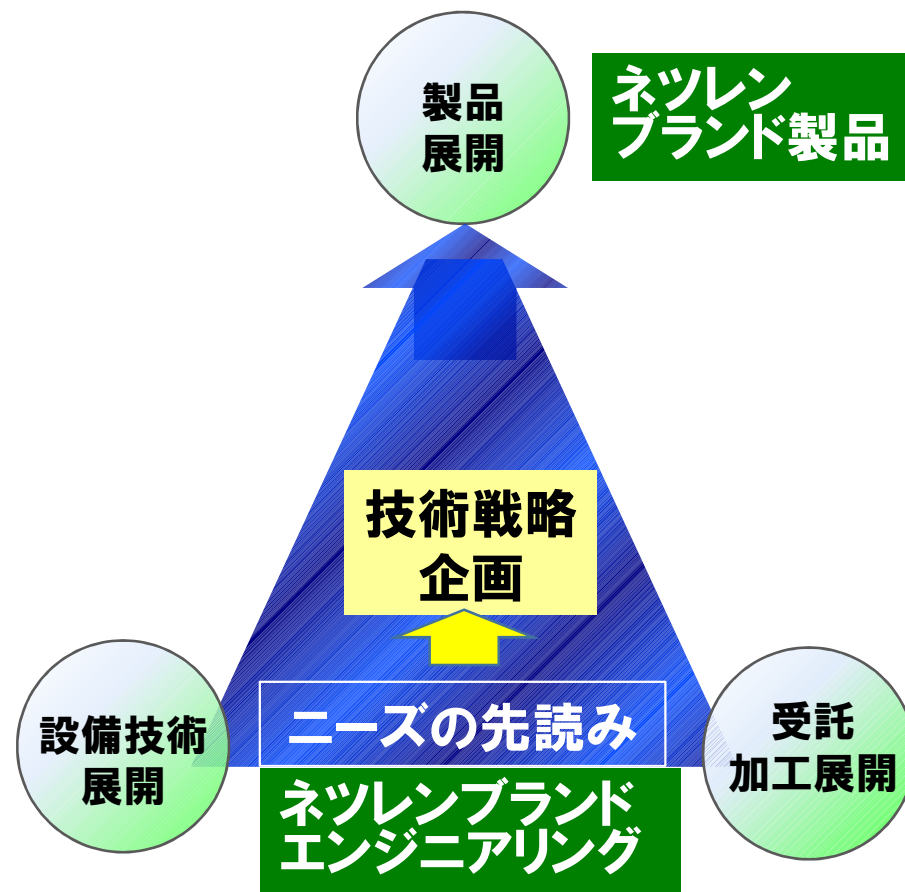 製品
展開
ネツレン
ブランド製品
技術戦略
企画
ニーズの先読み
設備技術
展開
受託
加工展開
ネツレンブランド
エンジニアリング